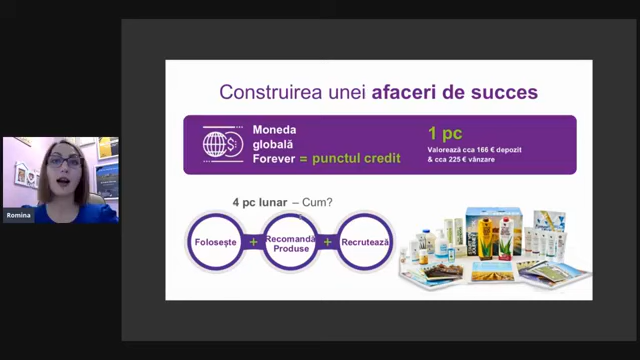 Construirea unei afaceri de succes
Moneda
globală
Forever = punctul credit
1 pc
Valorează cca 166 € depozit
& cca 225 € vânzare
4 pc lunar – Cum?
Folosește + Recomandă Produse + Recrutează
Romina